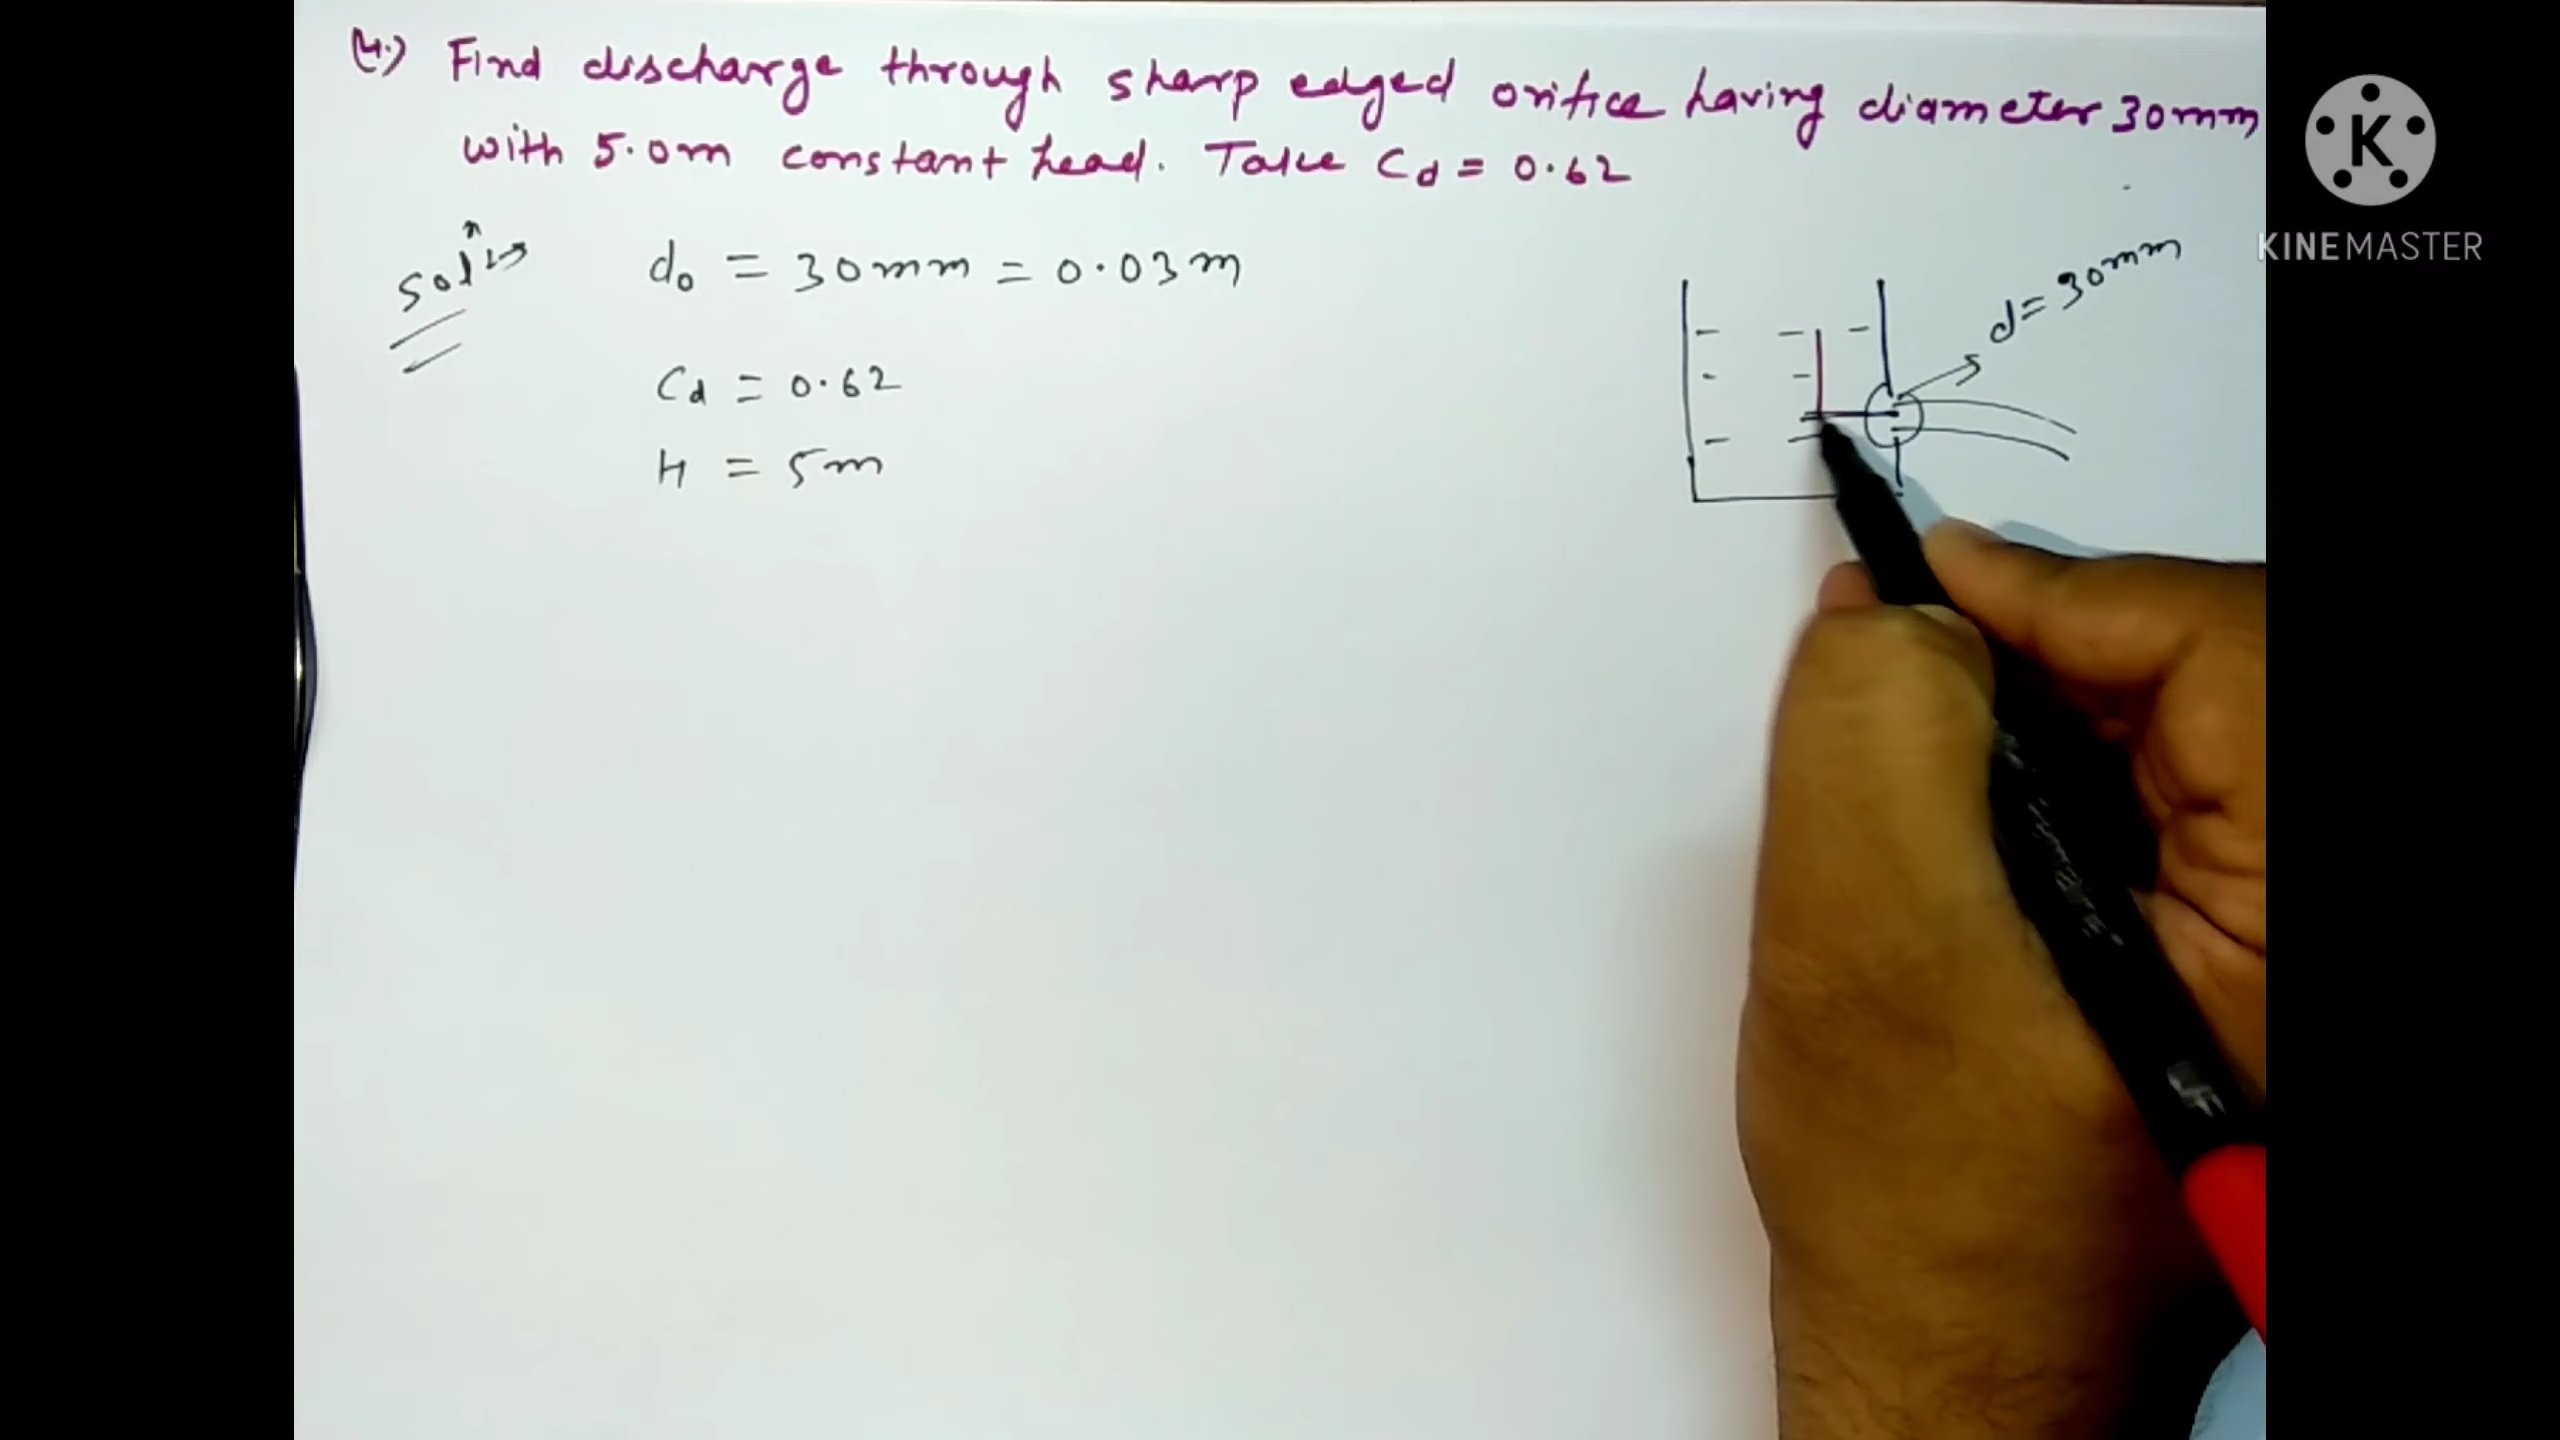 (4.) Find discharge through sharp edged orifice having diameter 30mm
with 5.0m constant head. Take Cd = 0.62
Solⁿ→
d₀ = 30mm = 0.03m
Cd = 0.62
H = 5m
d = 30mm
K
KINEMASTER